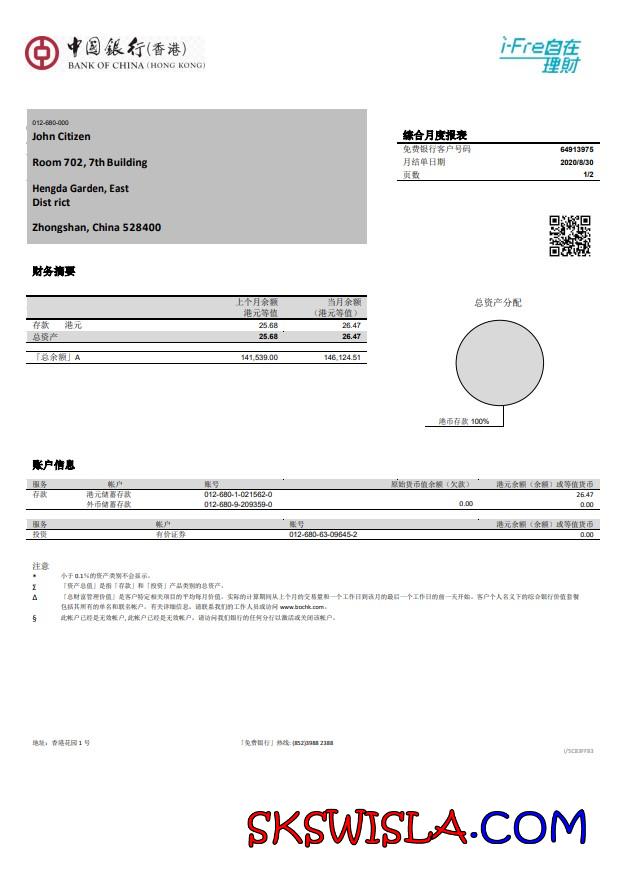 中國銀行(香港)
BANK OF CHINA (HONG KONG)
i-Free自在
理財
012-680-000
John Citizen
Room 702, 7th Building
Hengda Garden, East
Dist rict
Zhongshan, China 528400
綜合月度报表
免费银行客户号码 64913975
月结单日期 2020/8/30
页数 1/2
财务摘要
上个月余额 当月余额
港元等值 (港元等值)
存款 港元 25.68 26.47
总资产 25.68 26.47
「总余额」A 141,539.00 146,124.51
总资产分配
港币存款 100%
账户信息
服务 帐户 账号 原始货币值余额(欠款) 港元余额(余额)或等值货币
存款 港元储蓄存款 012-680-1-021562-0 26.47
外币储蓄存款 012-680-9-209359-0 0.00 0.00
服务 帐户 账号 港元余额(余额)或等值货币
投资 有价证券 012-680-63-09645-2 0.00
注意
* 小于 0.1%的资产类别不会显示。
Σ 「资产总值」是指「存款」和「投资」产品类别的总资产。
Δ 「总财富管理价值」是客户特定相关项目的平均每月价值。实际的计算期间从上个月的交易量和一个工作日到该月的最后一个工作日的前一天开始。客户个人名义下的综合银行价值套餐
包括其所有的单名和联名帐户。有关详细信息，请联系我们的工作人员或访问 www.bochk.com。
§ 此帐户已经是无效帐户, 此帐户已经是无效帐户。请访问我们银行的任何分行以激活或关闭该帐户。
地址：香港花园 1 号 「免费银行」热线: (852)3988 2388
SKSWISLA.COM